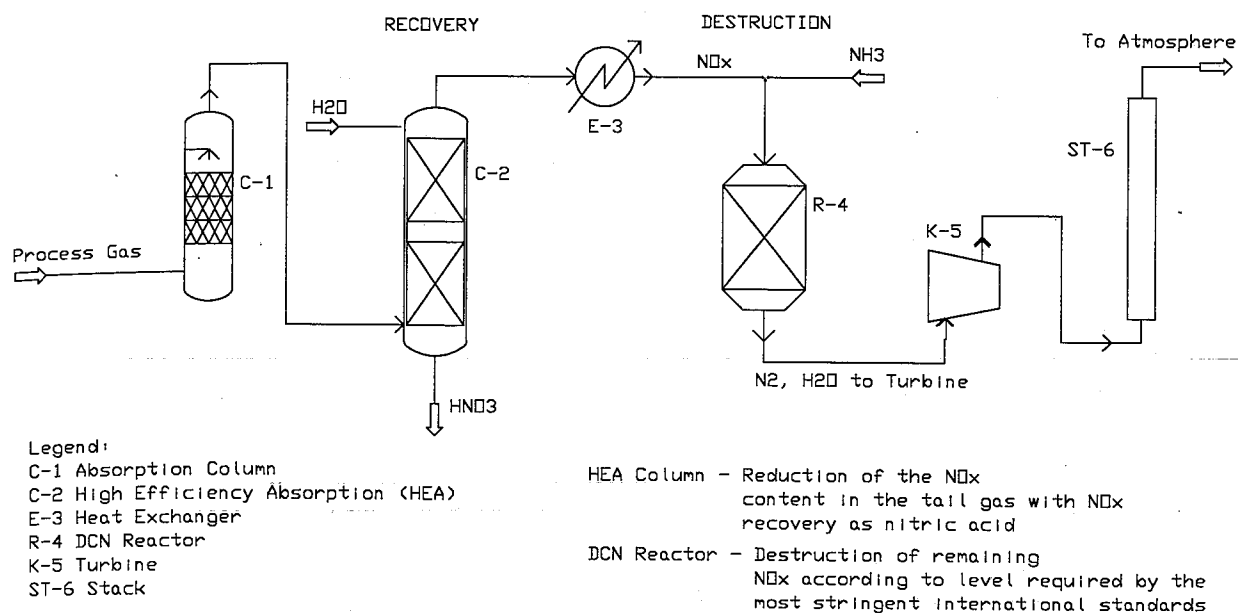 RECOVERY
DESTRUCTION
To Atmosphere
NOx
NH3
H2O
E-3
ST-6
C-1
C-2
R-4
K-5
Process Gas
N2, H2O to Turbine
HNO3
Legend:
C-1 Absorption Column
C-2 High Efficiency Absorption (HEA)
E-3 Heat Exchanger
R-4 DCN Reactor
K-5 Turbine
ST-6 Stack
HEA Column - Reduction of the NOx
content in the tail gas with NOx
recovery as nitric acid
DCN Reactor - Destruction of remaining
NOx according to level required by the
most stringent international standards